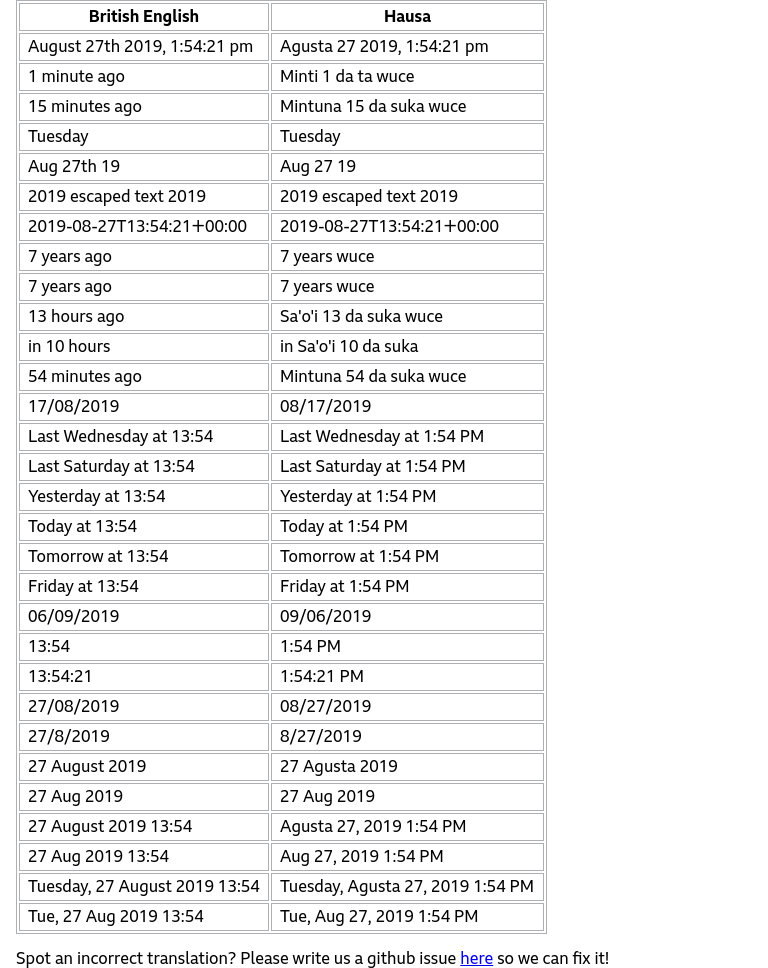 British English Hausa
August 27th 2019, 1:54:21 pm Agusta 27 2019, 1:54:21 pm
1 minute ago Minti 1 da ta wuce
15 minutes ago Mintuna 15 da suka wuce
Tuesday Tuesday
Aug 27th 19 Aug 27 19
2019 escaped text 2019 2019 escaped text 2019
2019-08-27T13:54:21+00:00 2019-08-27T13:54:21+00:00
7 years ago 7 years wuce
7 years ago 7 years wuce
13 hours ago Sa'o'i 13 da suka wuce
in 10 hours in Sa'o'i 10 da suka
54 minutes ago Mintuna 54 da suka wuce
17/08/2019 08/17/2019
Last Wednesday at 13:54 Last Wednesday at 1:54 PM
Last Saturday at 13:54 Last Saturday at 1:54 PM
Yesterday at 13:54 Yesterday at 1:54 PM
Today at 13:54 Today at 1:54 PM
Tomorrow at 13:54 Tomorrow at 1:54 PM
Friday at 13:54 Friday at 1:54 PM
06/09/2019 09/06/2019
13:54 1:54 PM
13:54:21 1:54:21 PM
27/08/2019 08/27/2019
27/8/2019 8/27/2019
27 August 2019 27 Agusta 2019
27 Aug 2019 27 Aug 2019
27 August 2019 13:54 Agusta 27, 2019 1:54 PM
27 Aug 2019 13:54 Aug 27, 2019 1:54 PM
Tuesday, 27 August 2019 13:54 Tuesday, Agusta 27, 2019 1:54 PM
Tue, 27 Aug 2019 13:54 Tue, Aug 27, 2019 1:54 PM
Spot an incorrect translation? Please write us a github issue here so we can fix it!